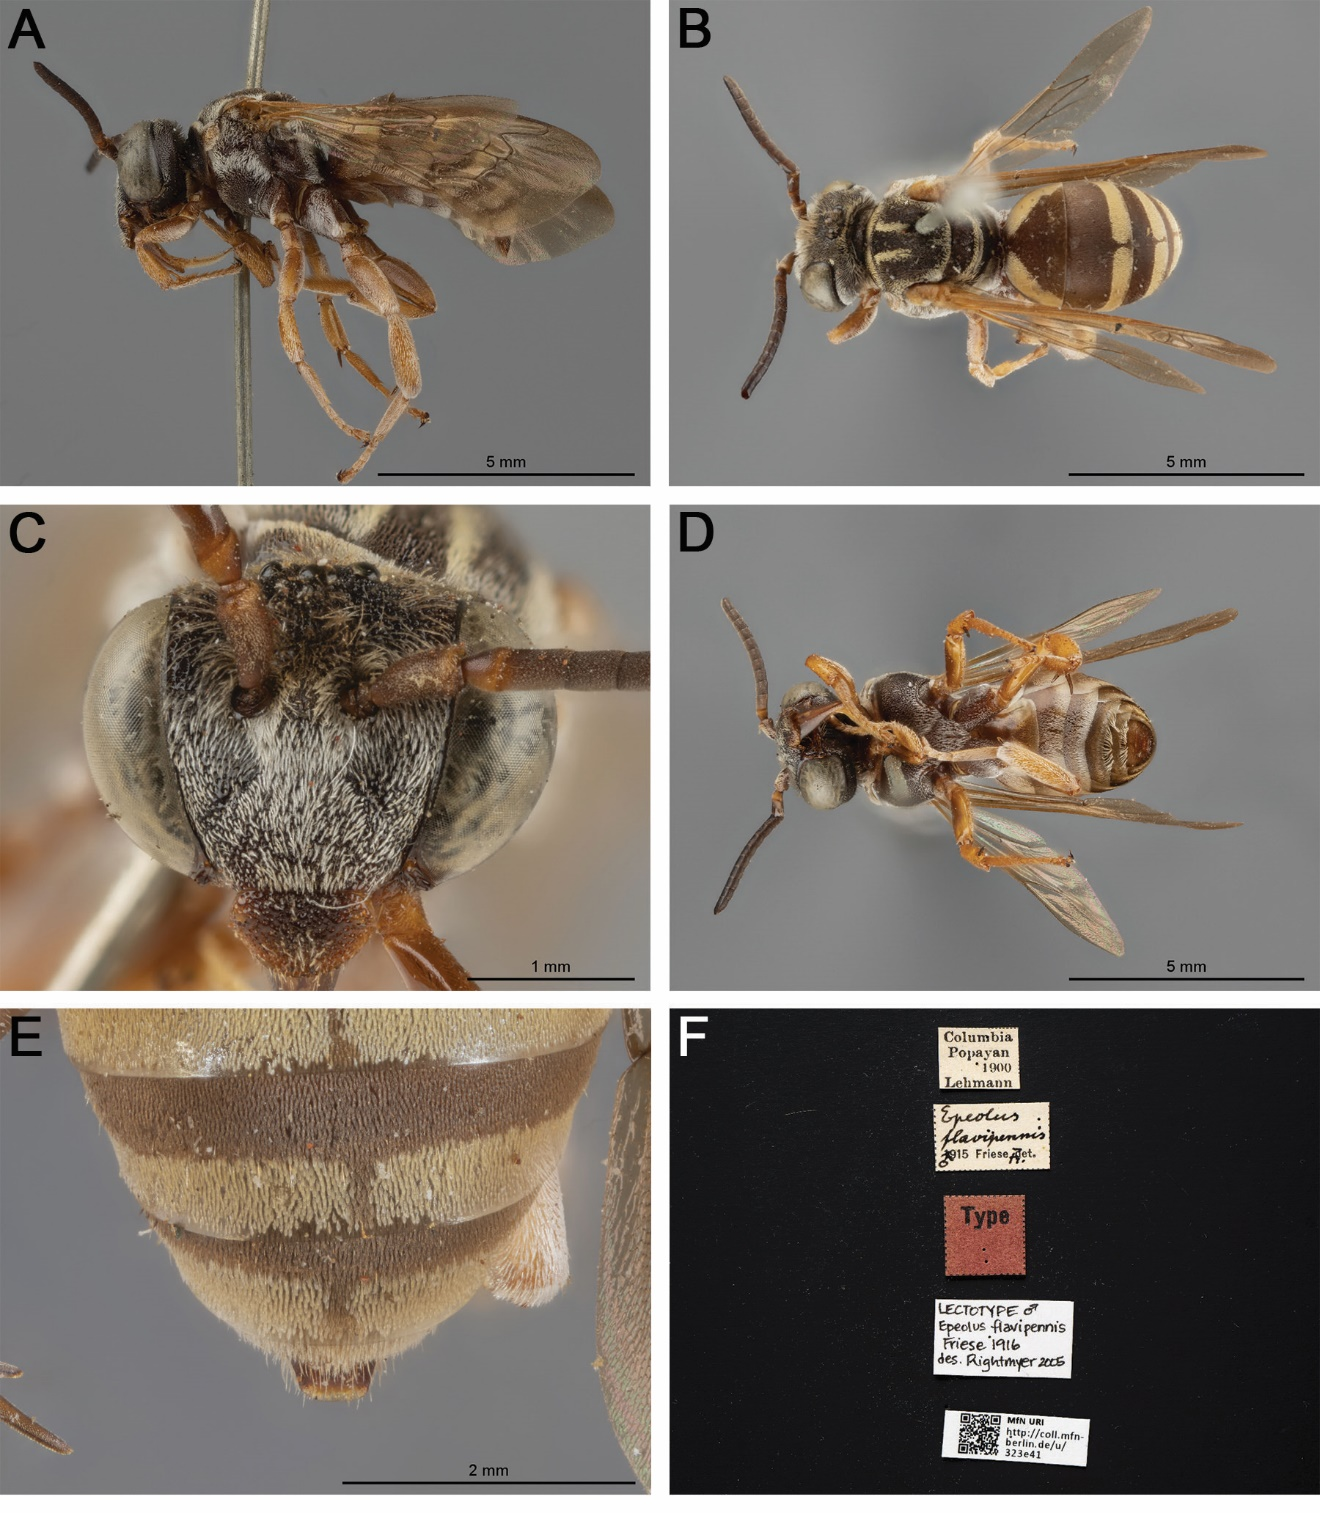 A
5 mm
B
5 mm
C
1 mm
D
5 mm
E
2 mm
F
Columbia
Popayan
1900
Lehmann
Epeolus
flavipennis
♂ 1915 Friese det.
Type
LECTOTYPE ♂
Epeolus flavipennis
Friese 1916
des. Rightmyer 2005
MfN URI
http://coll.mfn-
berlin.de/u/
323e41